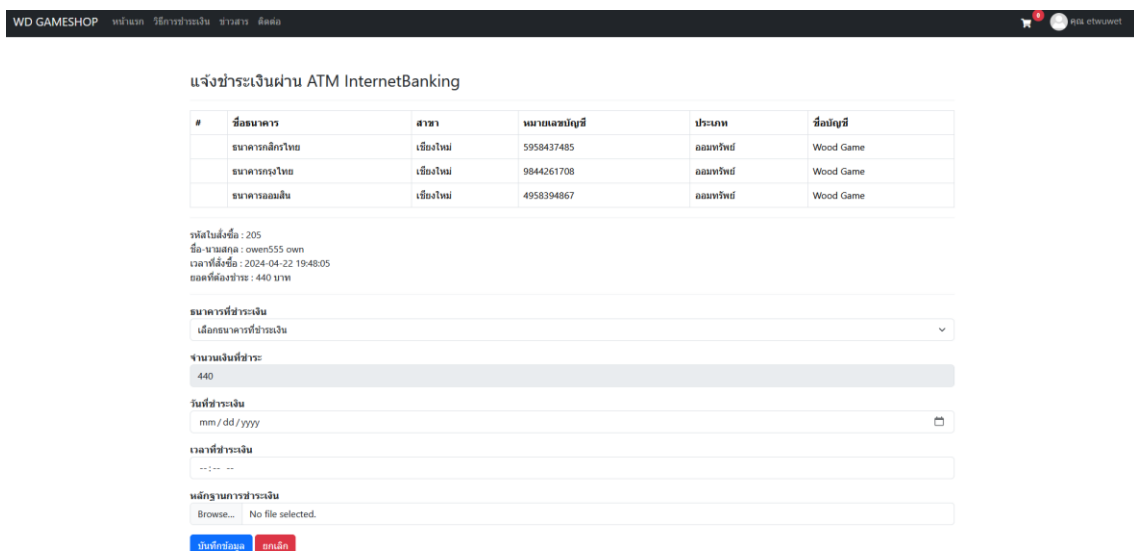 WD GAMESHOP หน้าแรก วิธีการชำระเงิน ข่าวสาร ติดต่อ 0 คุณ etwuwet
แจ้งชำระเงินผ่าน ATM InternetBanking
# ชื่อธนาคาร สาขา หมายเลขบัญชี ประเภท ชื่อบัญชี
ธนาคารกสิกรไทย เชียงใหม่ 5958437485 ออมทรัพย์ Wood Game
ธนาคารกรุงไทย เชียงใหม่ 9844261708 ออมทรัพย์ Wood Game
ธนาคารออมสิน เชียงใหม่ 4958394867 ออมทรัพย์ Wood Game
รหัสใบสั่งซื้อ : 205
ชื่อ-นามสกุล : owen555 own
เวลาที่สั่งซื้อ : 2024-04-22 19:48:05
ยอดที่ต้องชำระ : 440 บาท
ธนาคารที่ชำระเงิน
เลือกธนาคารที่ชำระเงิน
จำนวนเงินที่ชำระ
440
วันที่ชำระเงิน
mm/dd/yyyy
เวลาที่ชำระเงิน
--:-- --
หลักฐานการชำระเงิน
Browse... No file selected.
บันทึกข้อมูล ยกเลิก